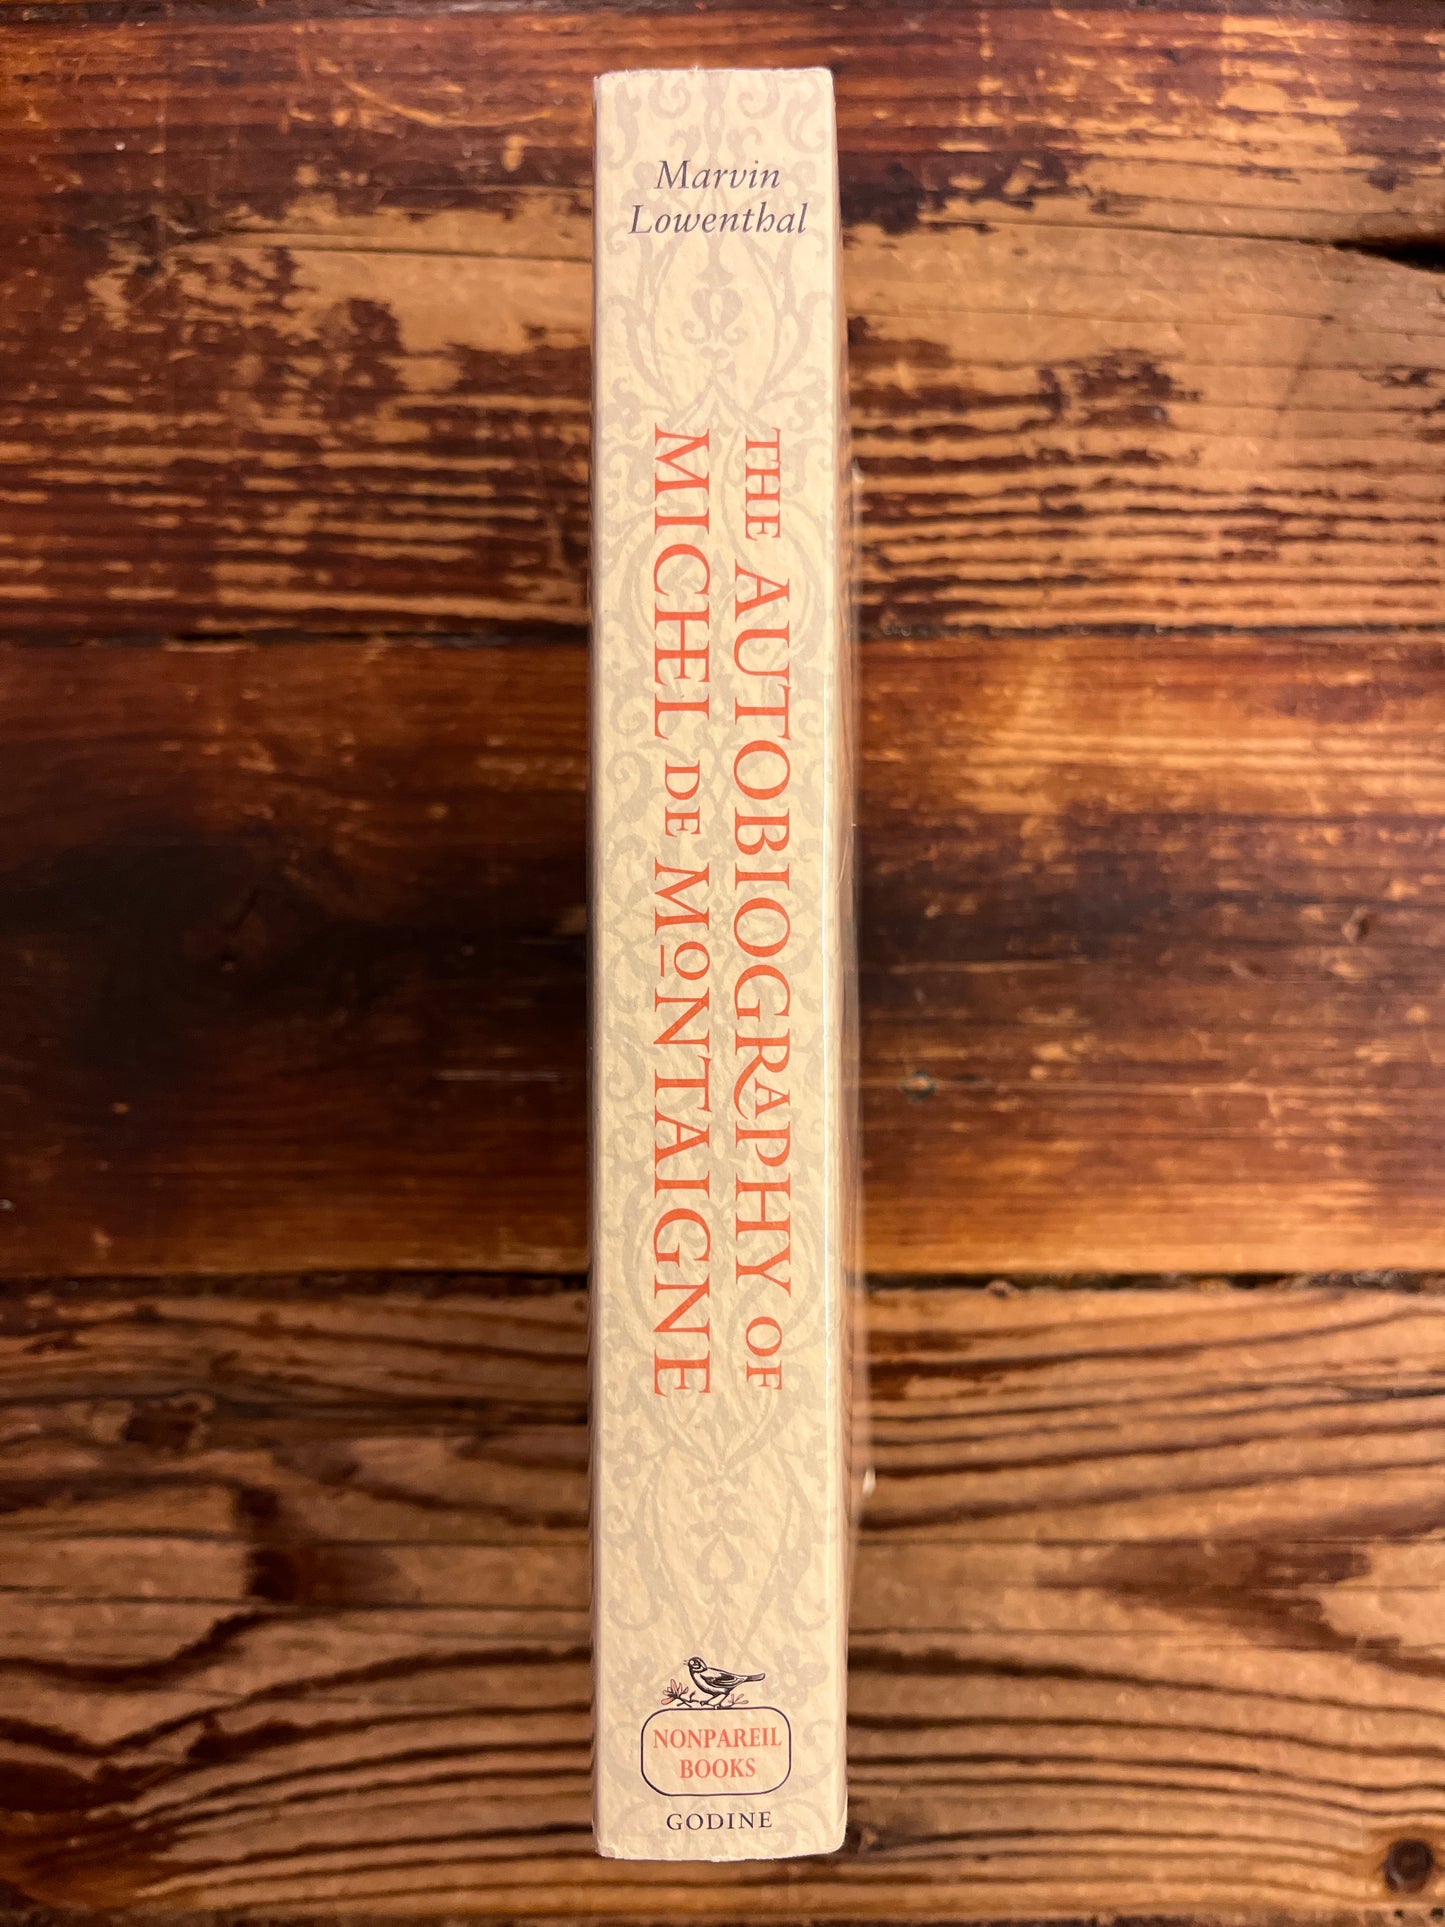 Marvin
Lowenthal
THE AUTOBIOGRAPHY OF
MICHEL DE MONTAIGNE
NONPAREIL
BOOKS
GODINE